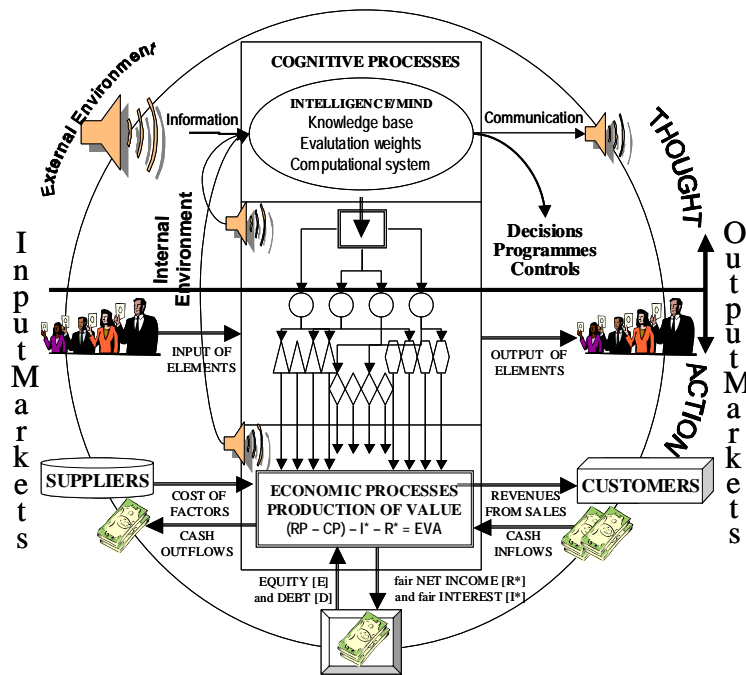 COGNITIVE PROCESSES
External Environment
Information
INTELLIGENCE/MIND
Knowledge base
Evalutation weights
Computational system
Communication
THOUGHT
Internal
Environment
Decisions
Programmes
Controls
Input Markets
Output Markets
INPUT OF
ELEMENTS
OUTPUT OF
ELEMENTS
ACTION
SUPPLIERS
COST OF
FACTORS
CASH
OUTFLOWS
ECONOMIC PROCESSES
PRODUCTION OF VALUE
(RP – CP) – I* – R* = EVA
REVENUES
FROM SALES
CASH
INFLOWS
CUSTOMERS
EQUITY [E]
and DEBT [D]
fair NET INCOME [R*]
and fair INTEREST [I*]